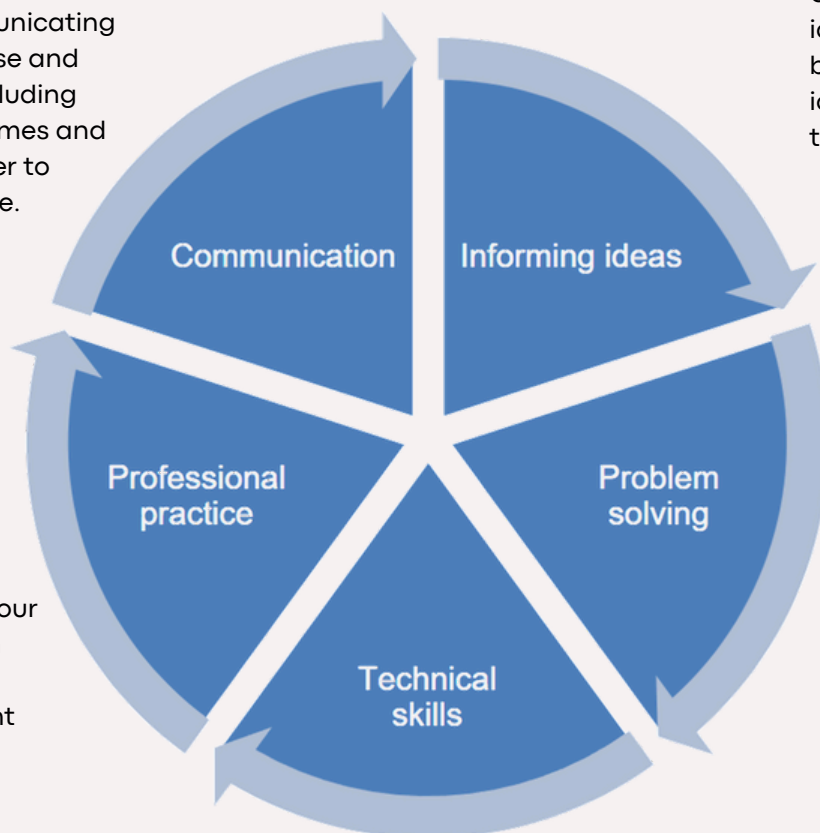 unicating
se and
luding
mes and
er to
e.
Communication
Informing ideas
Problem
solving
Technical
skills
Professional
practice
our
nt